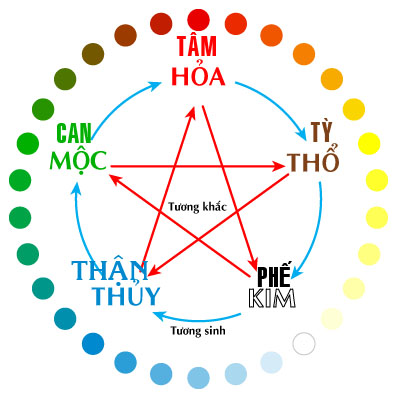 TÂM
HỎA
TỲ
THỔ
CAN
MỘC
Tương khắc
THẬN
THỦY
PHẾ
KIM
Tương sinh